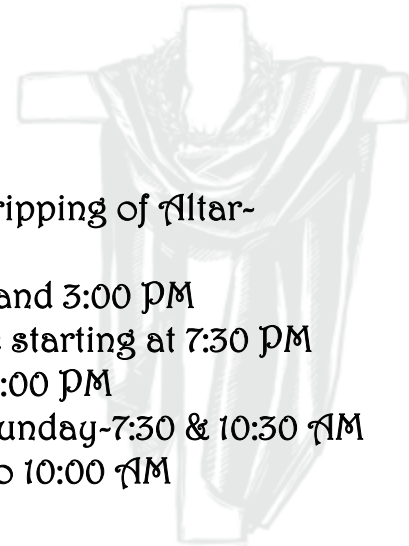 ripping of Altar~
and 3:00 PM
starting at 7:30 PM
:00 PM
unday~7:30 & 10:30 AM
o 10:00 AM